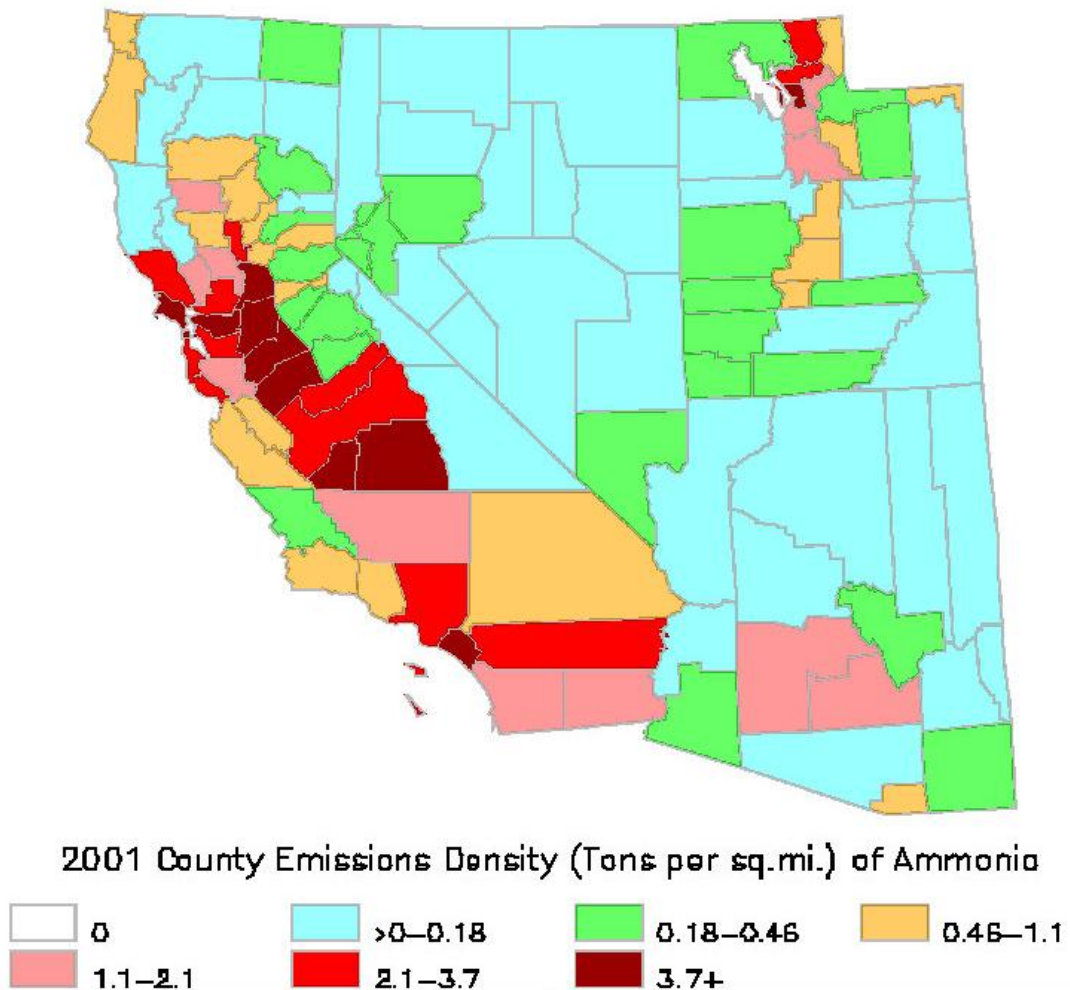 2001 County Emissions Density (Tons per sq.mi.) of Ammonia
0 >0–0.18 0.18–0.46 0.46–1.1
1.1–2.1 2.1–3.7 3.7+